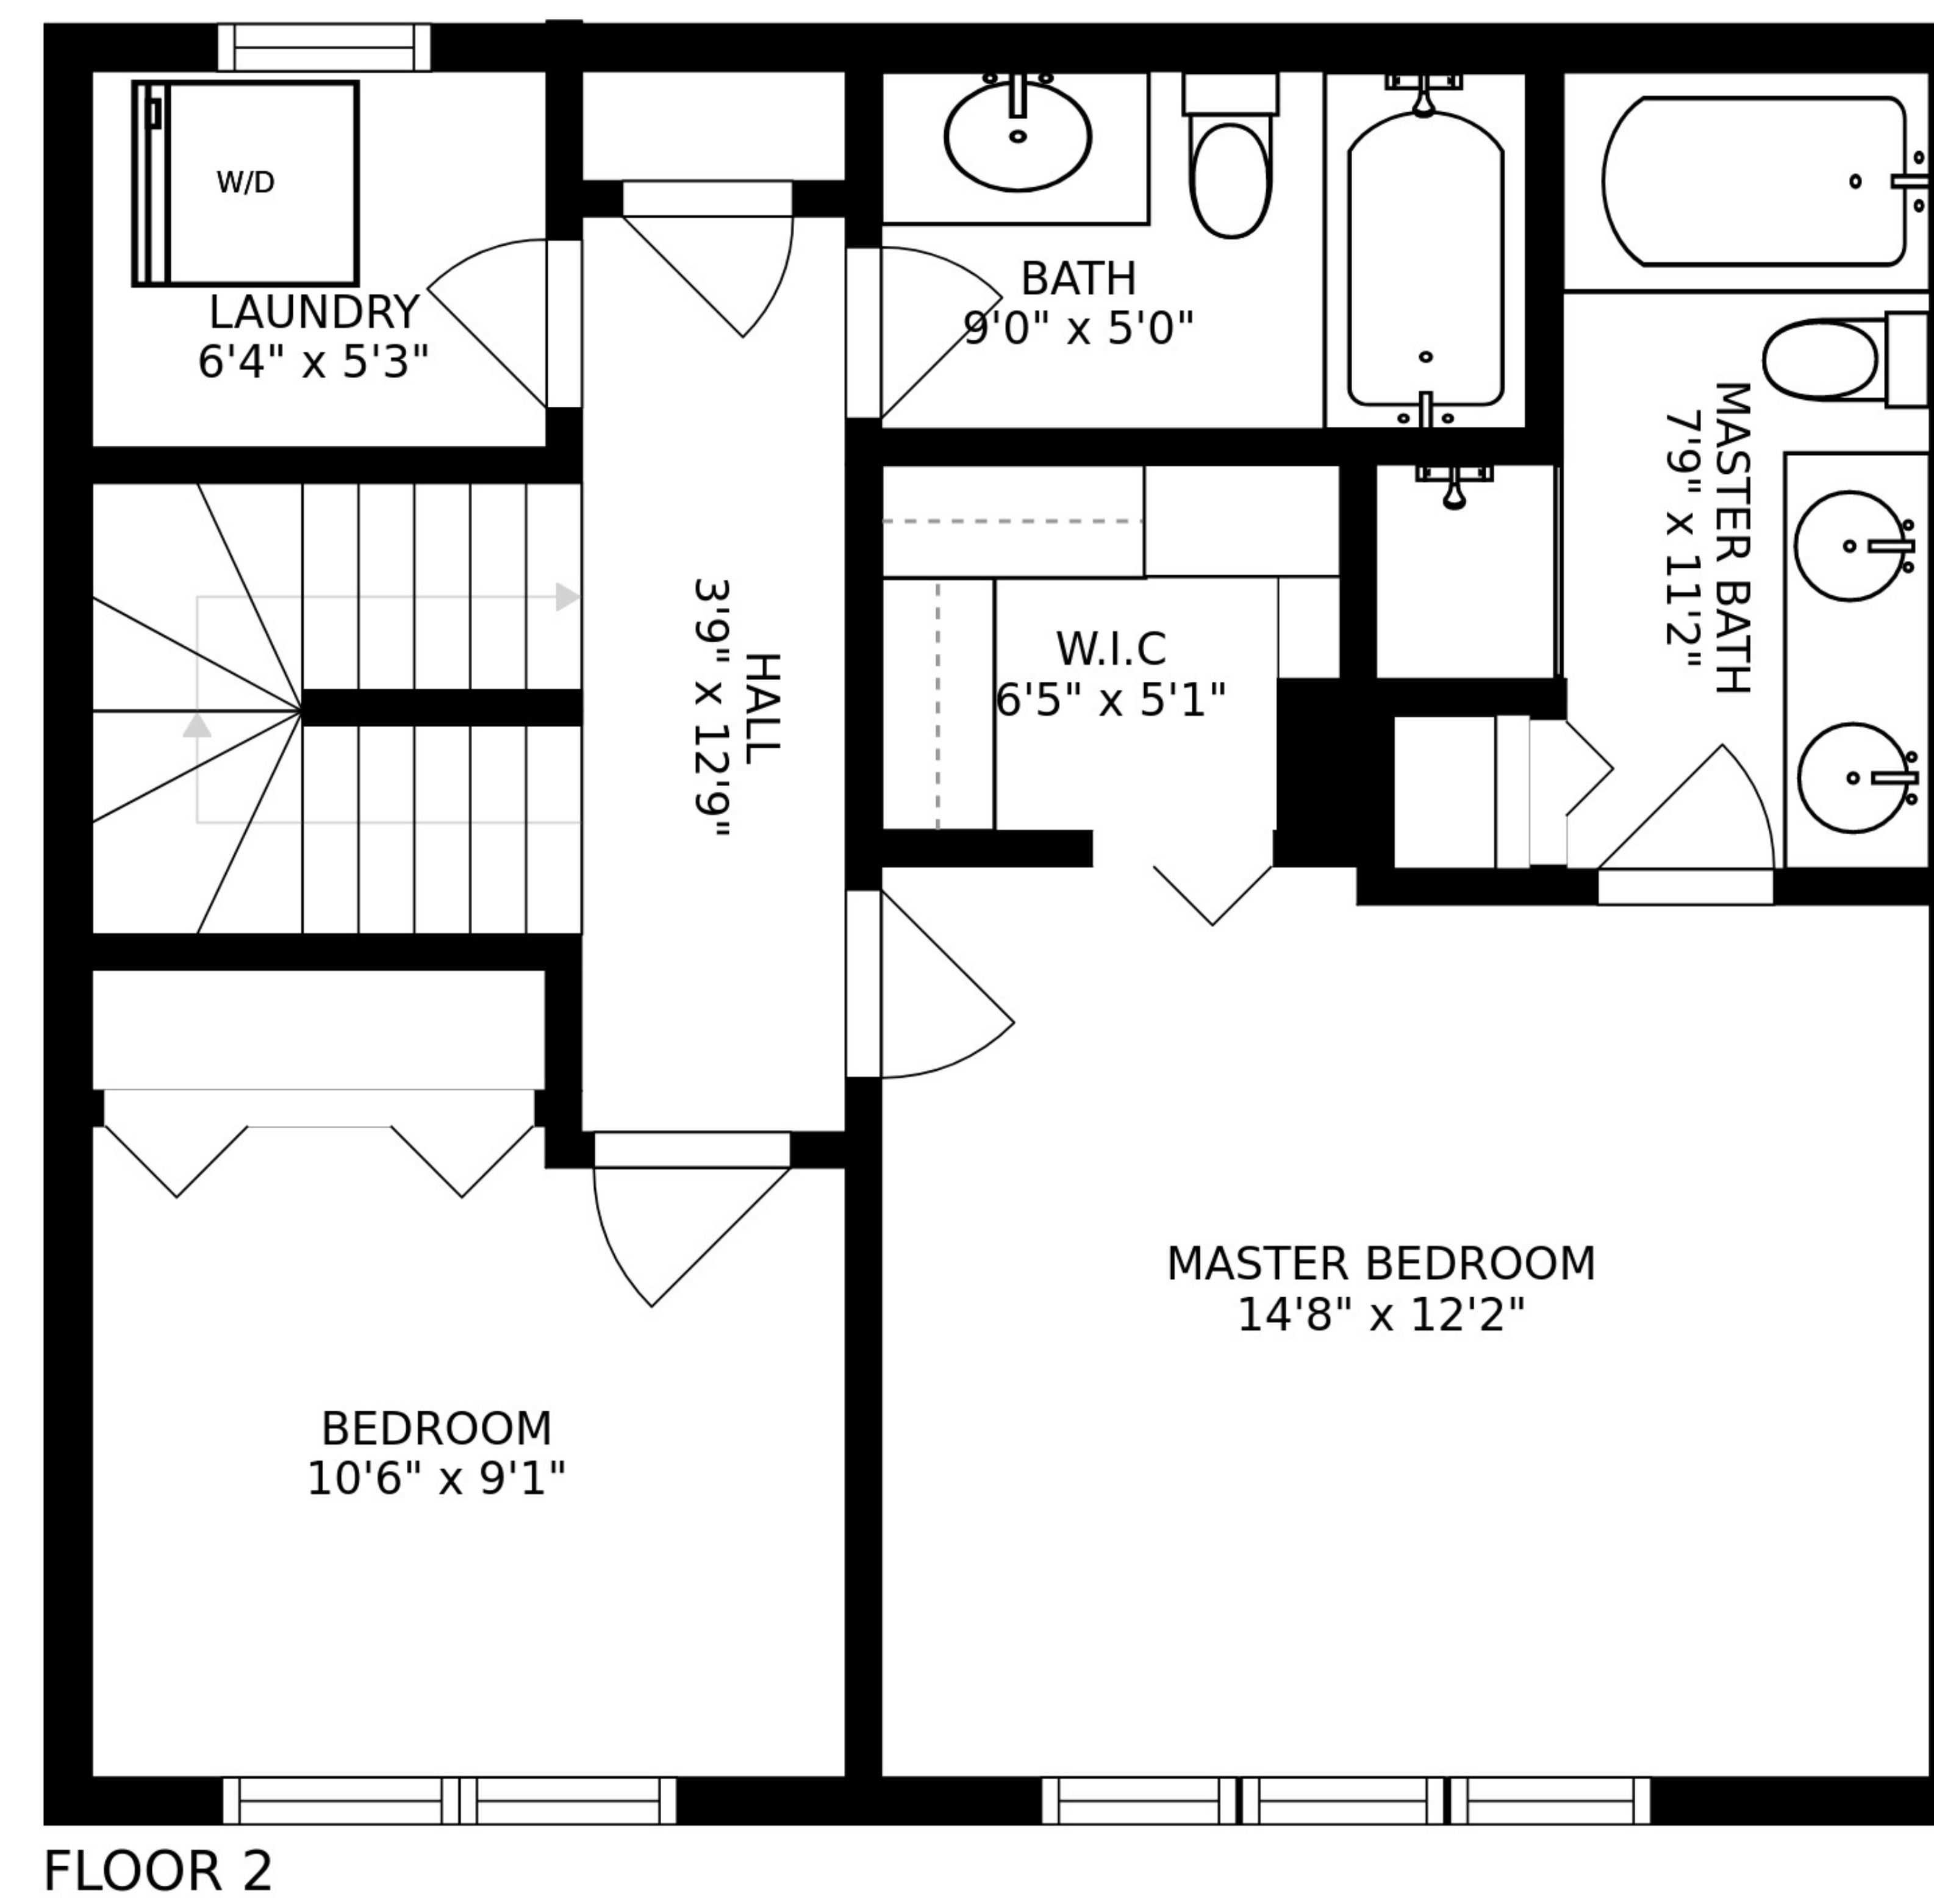 W/D
LAUNDRY
6'4" x 5'3"
BATH
9'0" x 5'0"
MASTER BATH
7'9" x 11'2"
HALL
3'9" x 12'9"
W.I.C
6'5" x 5'1"
MASTER BEDROOM
14'8" x 12'2"
BEDROOM
10'6" x 9'1"
FLOOR 2